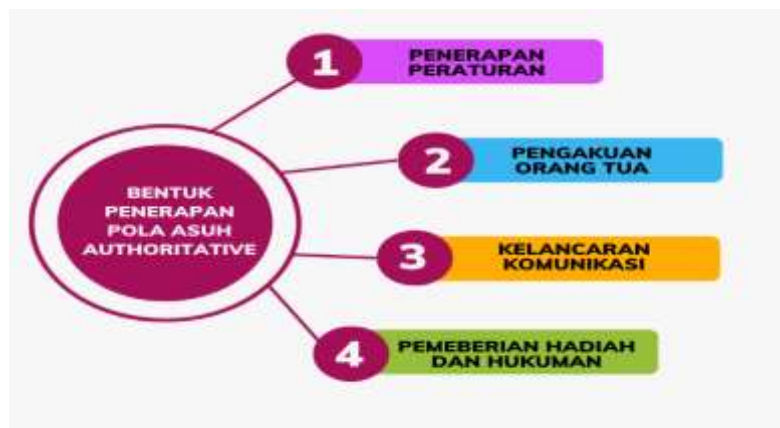 1
PENERAPAN
PERATURAN
2
PENGAKUAN
ORANG TUA
BENTUK
PENERAPAN
POLA ASUH
AUTHORITATIVE
3
KELANCARAN
KOMUNIKASI
4
PEMEBERIAN HADIAH
DAN HUKUMAN